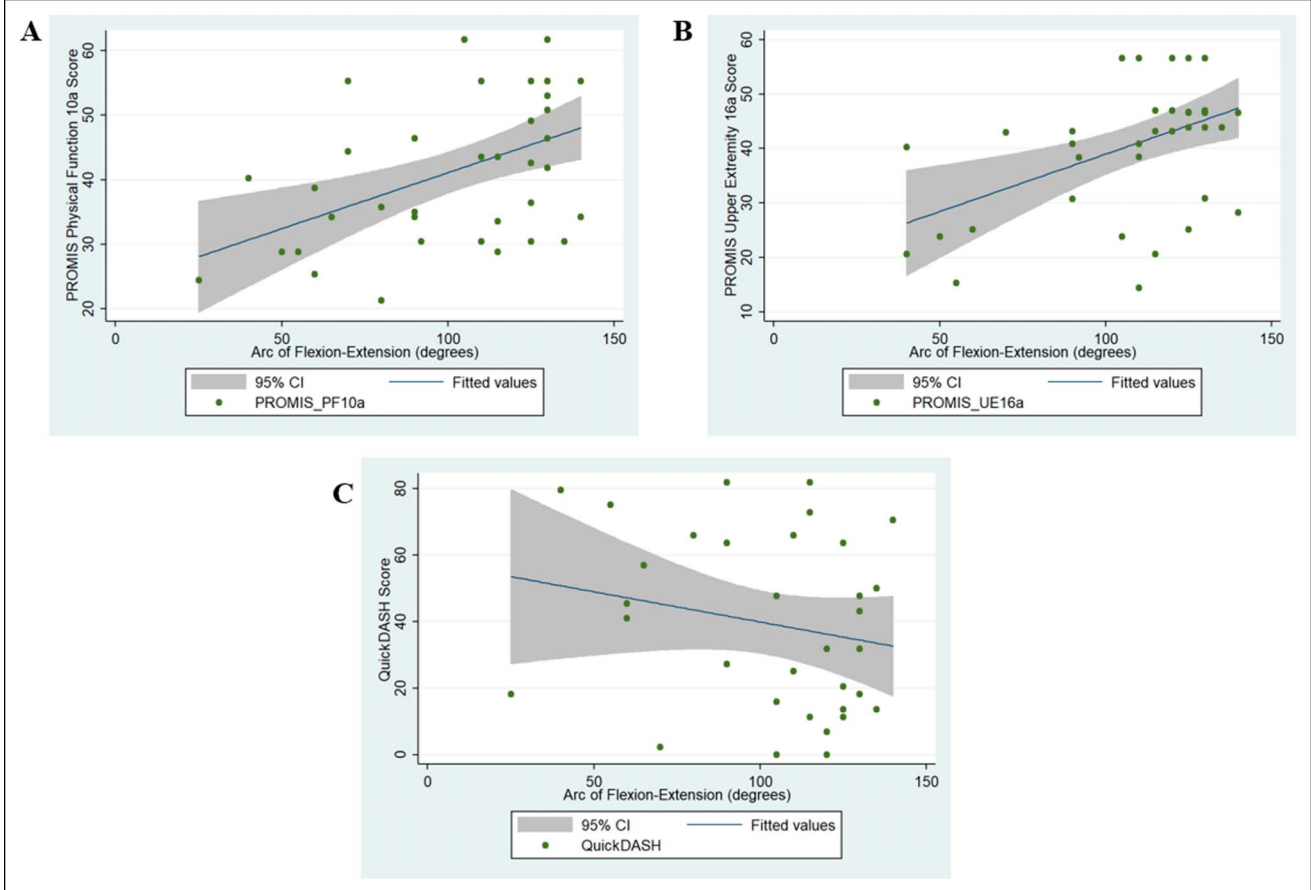 A
PROMIS Physical Function 10a Score
60
50
40
30
20
0 50 100 150
Arc of Flexion-Extension (degrees)
95% CI Fitted values
PROMIS_PF10a
B
PROMIS Upper Extremity 16a Score
60
50
40
30
20
10
0 50 100 150
Arc of Flexion-Extension (degrees)
95% CI Fitted values
PROMIS_UE16a
C
QuickDASH Score
80
60
40
20
0
0 50 100 150
Arc of Flexion-Extension (degrees)
95% CI Fitted values
QuickDASH